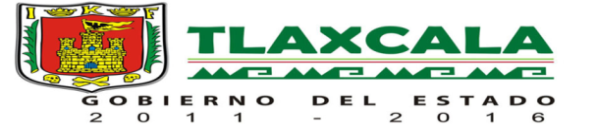 I K F
TLAXCALA
GOBIERNO DEL ESTADO
2011 - 2016